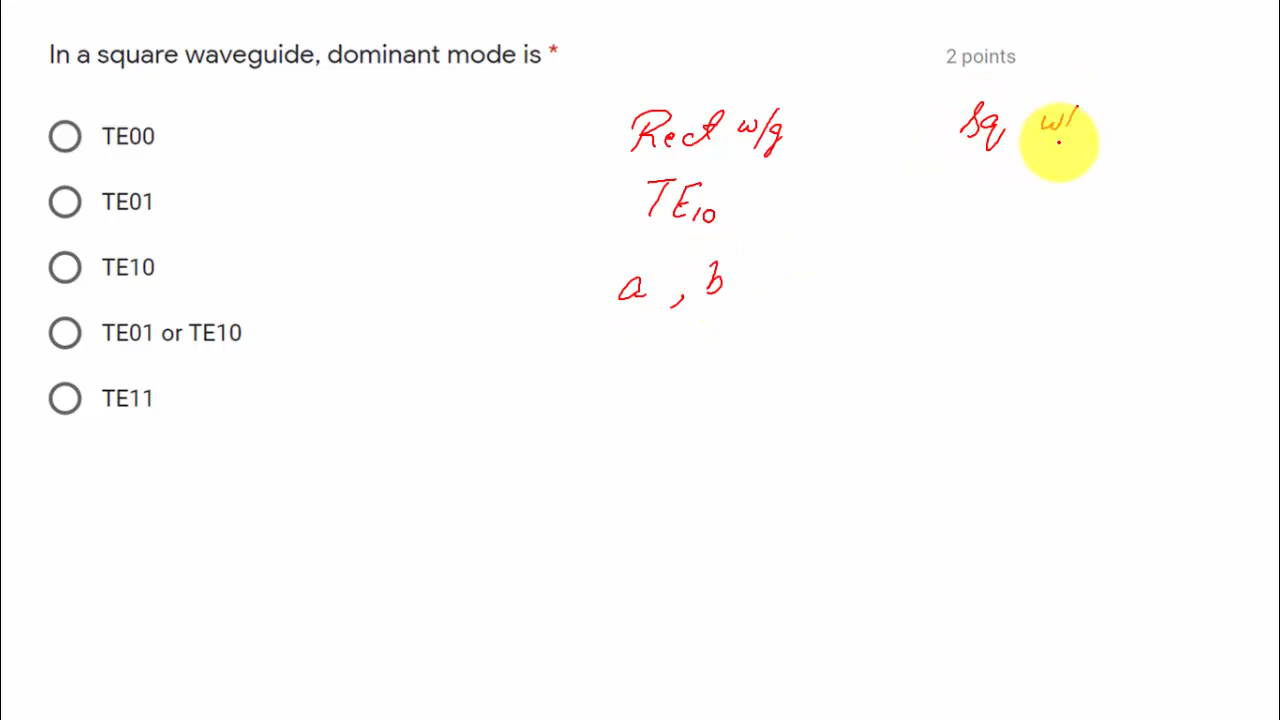 In a square waveguide, dominant mode is *
2 points
TE00
TE01
TE10
TE01 or TE10
TE11
Rect w/g
Sq w/
TE10
a , b